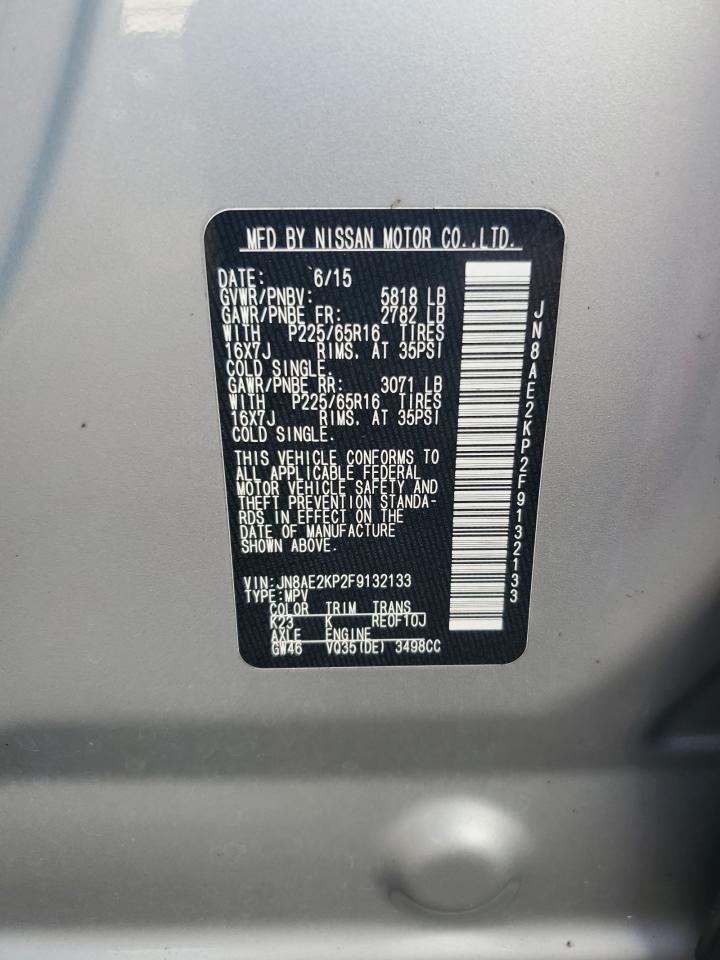 MFD BY NISSAN MOTOR CO.,LTD.
DATE: 6/15
GVWR/PNBV: 5818 LB
GAWR/PNBE FR: 2782 LB
WITH P225/65R16 TIRES
16X7J RIMS. AT 35PSI
COLD SINGLE.
GAWR/PNBE RR: 3071 LB
WITH P225/65R16 TIRES
16X7J RIMS. AT 35PSI
COLD SINGLE.
THIS VEHICLE CONFORMS TO
ALL APPLICABLE FEDERAL
MOTOR VEHICLE SAFETY AND
THEFT PREVENTION STANDA-
RDS IN EFFECT ON THE
DATE OF MANUFACTURE
SHOWN ABOVE.
VIN: JN8AE2KP2F9132133
TYPE: MPV
COLOR TRIM TRANS
K23 K RE0F10J
AXLE ENGINE
GW46 VQ35(DE) 3498CC
JN8AE2KP2F9132133